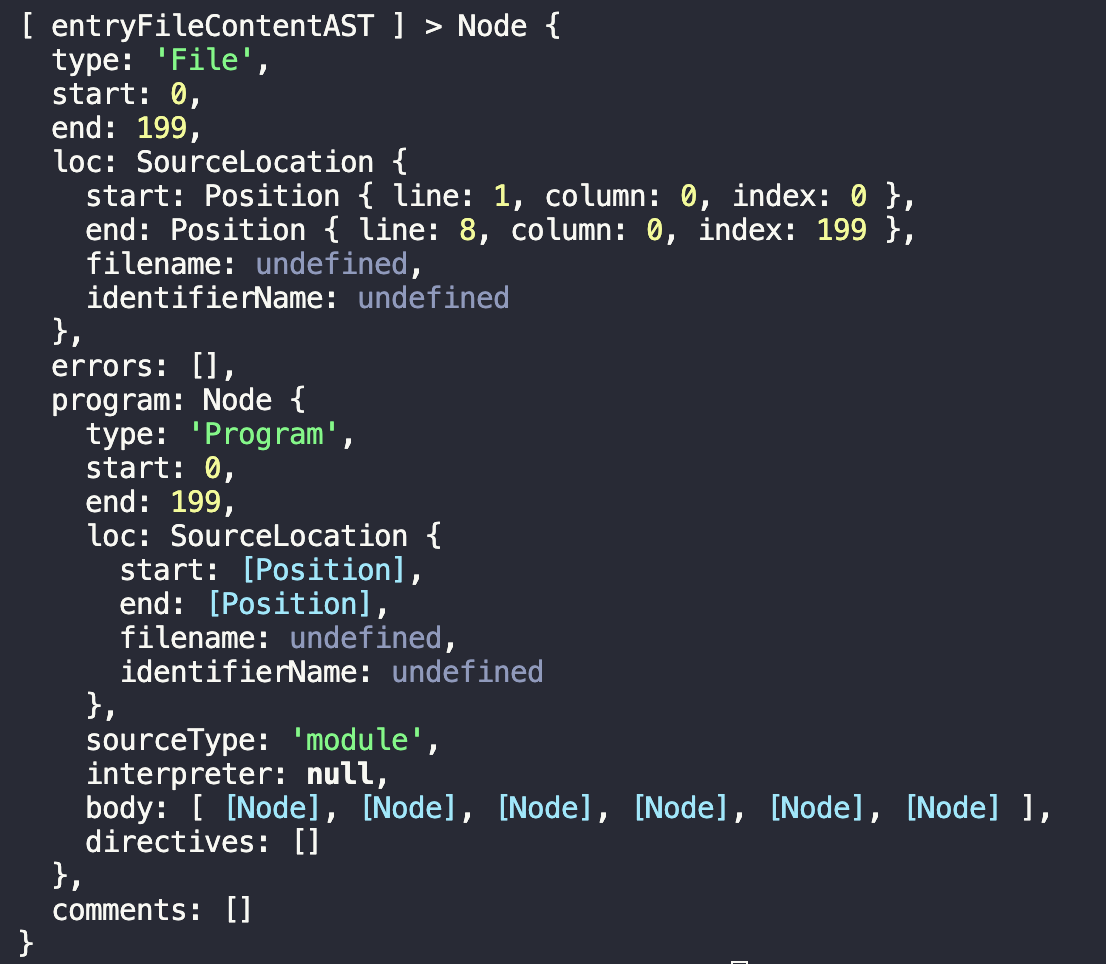 [ entryFileContentAST ] > Node {
  type: 'File',
  start: 0,
  end: 199,
  loc: SourceLocation {
    start: Position { line: 1, column: 0, index: 0 },
    end: Position { line: 8, column: 0, index: 199 },
    filename: undefined,
    identifierName: undefined
  },
  errors: [],
  program: Node {
    type: 'Program',
    start: 0,
    end: 199,
    loc: SourceLocation {
      start: [Position],
      end: [Position],
      filename: undefined,
      identifierName: undefined
    },
    sourceType: 'module',
    interpreter: null,
    body: [ [Node], [Node], [Node], [Node], [Node], [Node] ],
    directives: []
  },
  comments: []
}